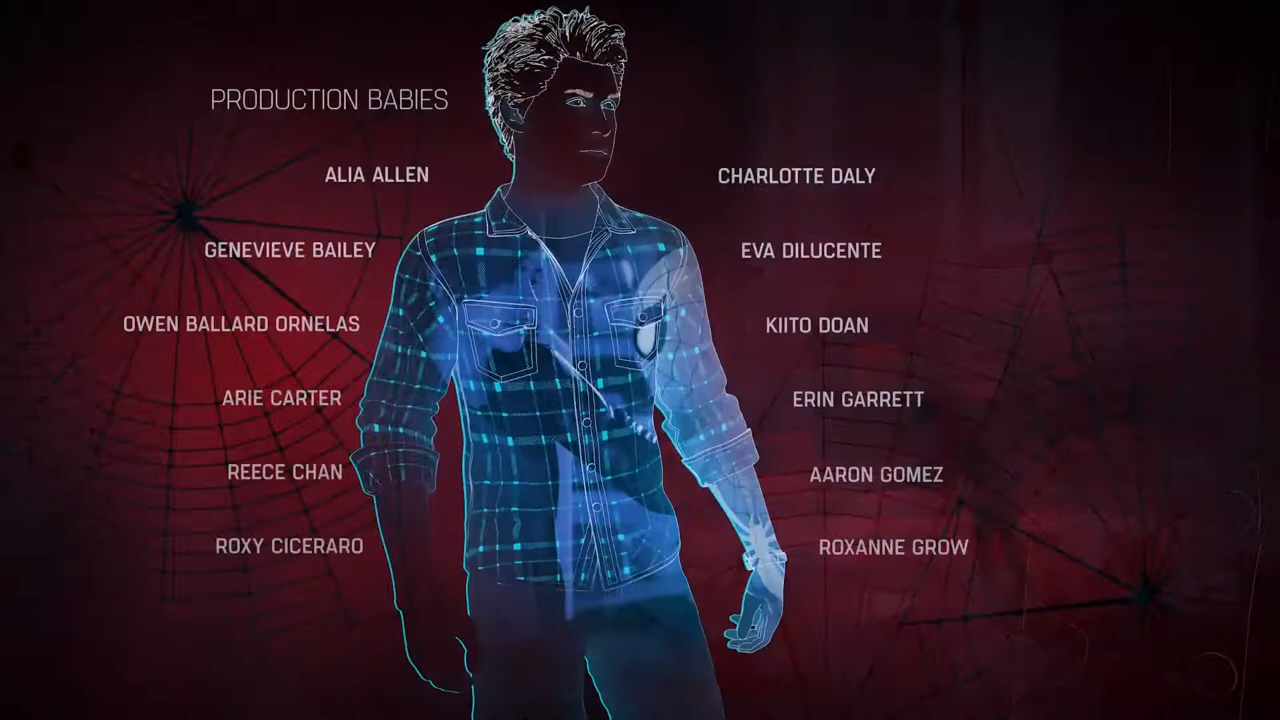 PRODUCTION BABIES
ALIA ALLEN
GENEVIEVE BAILEY
OWEN BALLARD ORNELAS
ARIE CARTER
REECE CHAN
ROXY CICERARO
CHARLOTTE DALY
EVA DILUCENTE
KIITO DOAN
ERIN GARRETT
AARON GOMEZ
ROXANNE GROW